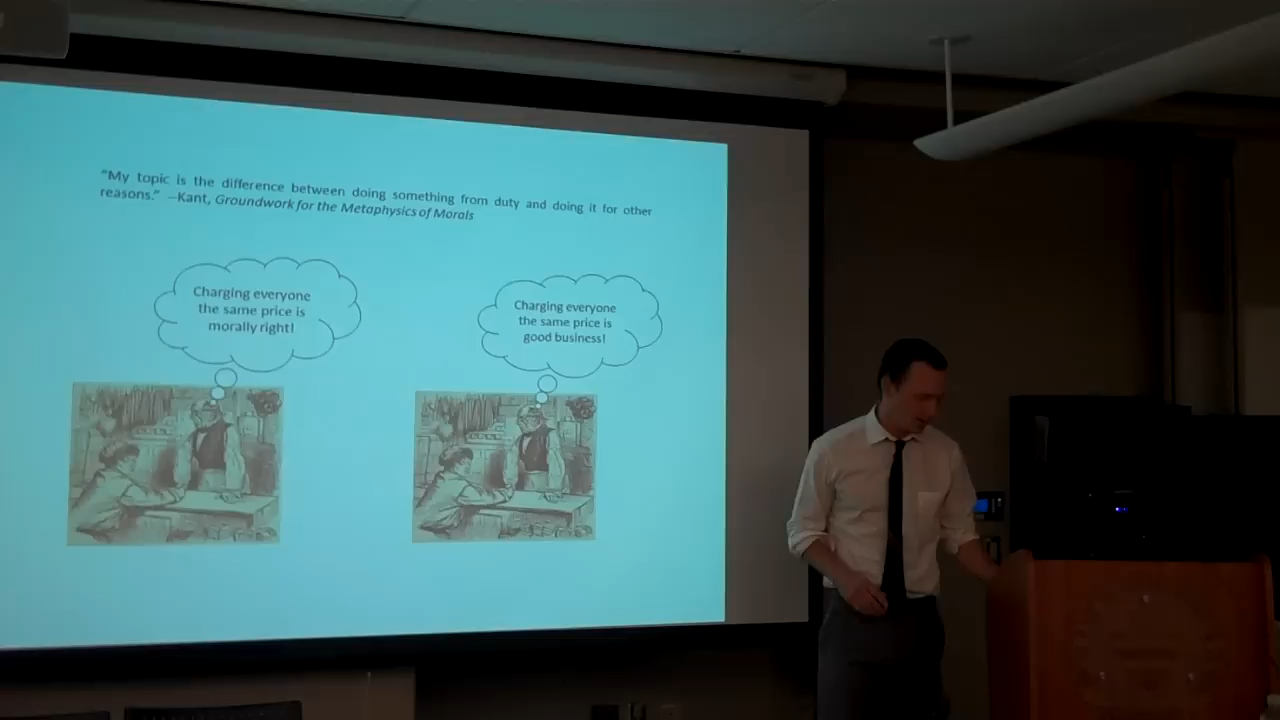 "My topic is the difference between doing something from duty and doing it for other
reasons." –Kant, Groundwork for the Metaphysics of Morals
Charging everyone
the same price is
morally right!
Charging everyone
the same price is
good business!